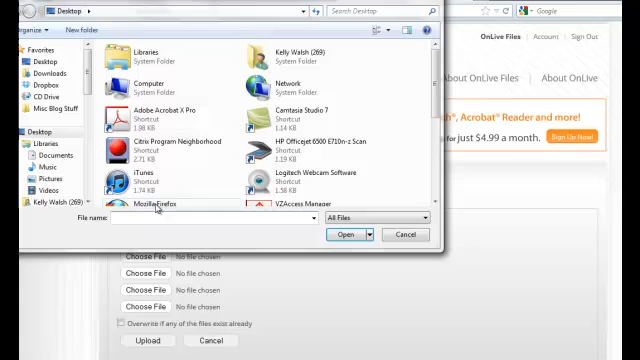 Desktop
Search Desktop
Google
Organize
New folder
OnLive Files
Account
Sign Out
Favorites
Desktop
Downloads
Dropbox
CD Drive
Misc Blog Stuff
Desktop
Libraries
Documents
Music
Pictures
Videos
Kelly Walsh (269)
Libraries
System Folder
Kelly Walsh (269)
System Folder
Computer
System Folder
Network
System Folder
Adobe Acrobat X Pro
Shortcut
1.98 KB
Camtasia Studio 7
Shortcut
1.14 KB
Citrix Program Neighborhood
Shortcut
2.71 KB
HP Officejet 6500 E710n-z Scan
Shortcut
1.19 KB
iTunes
Shortcut
1.74 KB
Logitech Webcam Software
Shortcut
1.58 KB
Mozilla Firefox
VZAccess Manager
File name:
All Files
Open
Cancel
About OnLive Files
About OnLive
h®, Acrobat® Reader and more!
for just $4.99 a month.
Sign Up Now!
Choose File No file chosen
Choose File No file chosen
Choose File No file chosen
Choose File No file chosen
Overwrite if any of the files exist already
Upload
Cancel